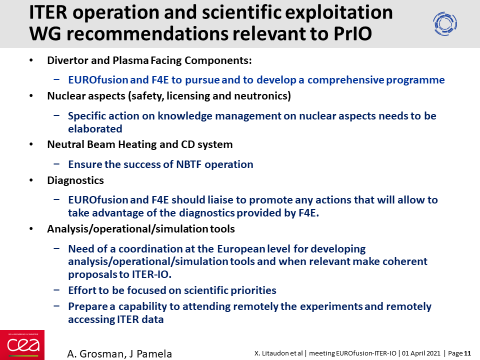 ITER operation and scientific exploitation
WG recommendations relevant to PrIO
• Divertor and Plasma Facing Components:
– EUROfusion and F4E to pursue and to develop a comprehensive programme
• Nuclear aspects (safety, licensing and neutronics)
– Specific action on knowledge management on nuclear aspects needs to be
elaborated
• Neutral Beam Heating and CD system
– Ensure the success of NBTF operation
• Diagnostics
– EUROfusion and F4E should liaise to promote any actions that will allow to
take advantage of the diagnostics provided by F4E.
• Analysis/operational/simulation tools
– Need of a coordination at the European level for developing
analysis/operational/simulation tools and when relevant make coherent
proposals to ITER-IO.
– Effort to be focused on scientific priorities
– Prepare a capability to attending remotely the experiments and remotely
accessing ITER data
cea
A. Grosman, J Pamela
X. Litaudon et al | meeting EUROfusion-ITER-IO | 01 April 2021 | Page 11